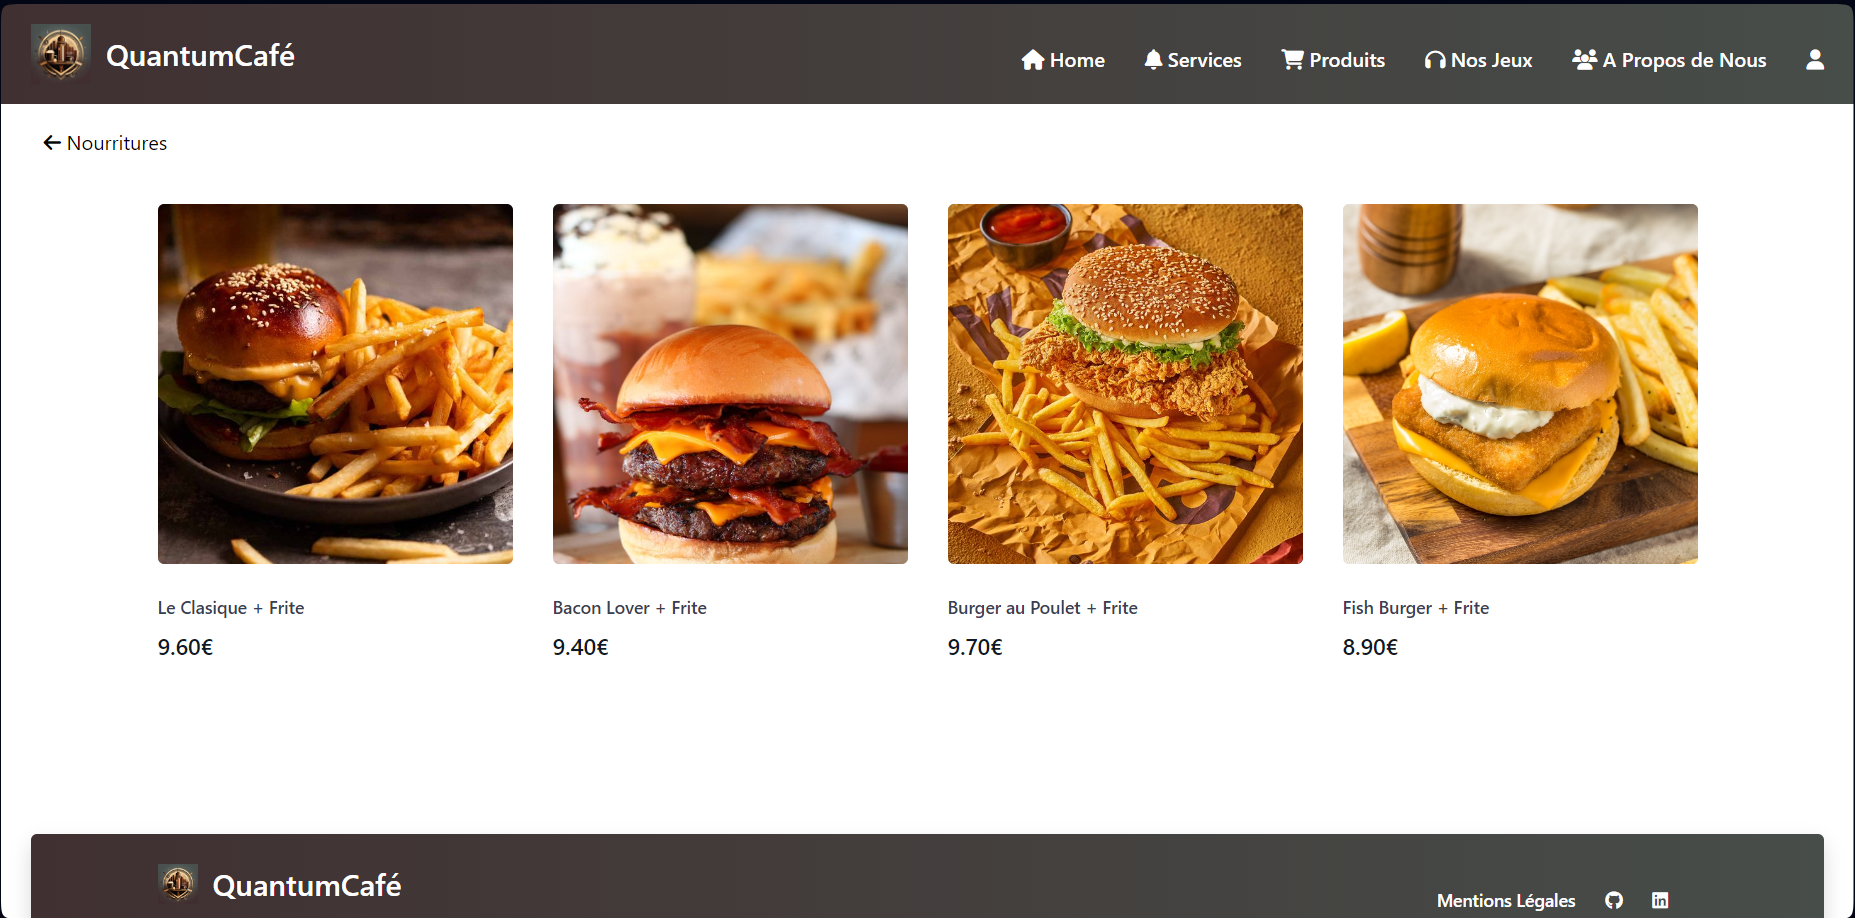 QuantumCafé
Home
Services
Produits
Nos Jeux
A Propos de Nous
Nourritures
Le Clasique + Frite
9.60€
Bacon Lover + Frite
9.40€
Burger au Poulet + Frite
9.70€
Fish Burger + Frite
8.90€
QuantumCafé
Mentions Légales
in